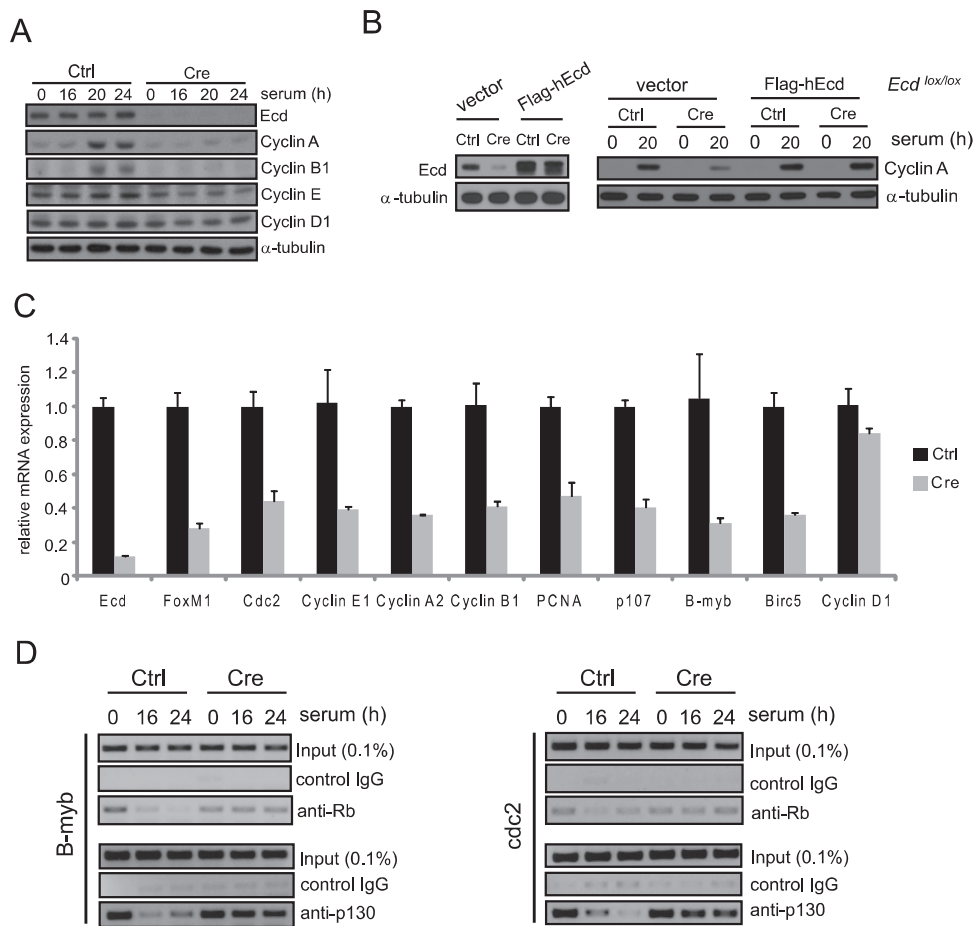 A
Ctrl Cre
0 16 20 24 0 16 20 24 serum (h)
Ecd
Cyclin A
Cyclin B1
Cyclin E
Cyclin D1
α-tubulin
B
vector Flag-hEcd
Ctrl Cre Ctrl Cre
Ecd
α-tubulin
vector Flag-hEcd Ecd lox/lox
Ctrl Cre Ctrl Cre
0 20 0 20 0 20 0 20 serum (h)
Cyclin A
α-tubulin
C
relative mRNA expression
1.4
1.2
1.0
0.8
0.6
0.4
0.2
0
Ecd FoxM1 Cdc2 Cyclin E1 Cyclin A2 Cyclin B1 PCNA p107 B-myb Birc5 Cyclin D1
Ctrl
Cre
D
B-myb
Ctrl Cre
0 16 24 0 16 24 serum (h)
Input (0.1%)
control IgG
anti-Rb
Input (0.1%)
control IgG
anti-p130
cdc2
Ctrl Cre
0 16 24 0 16 24 serum (h)
Input (0.1%)
control IgG
anti-Rb
Input (0.1%)
control IgG
anti-p130